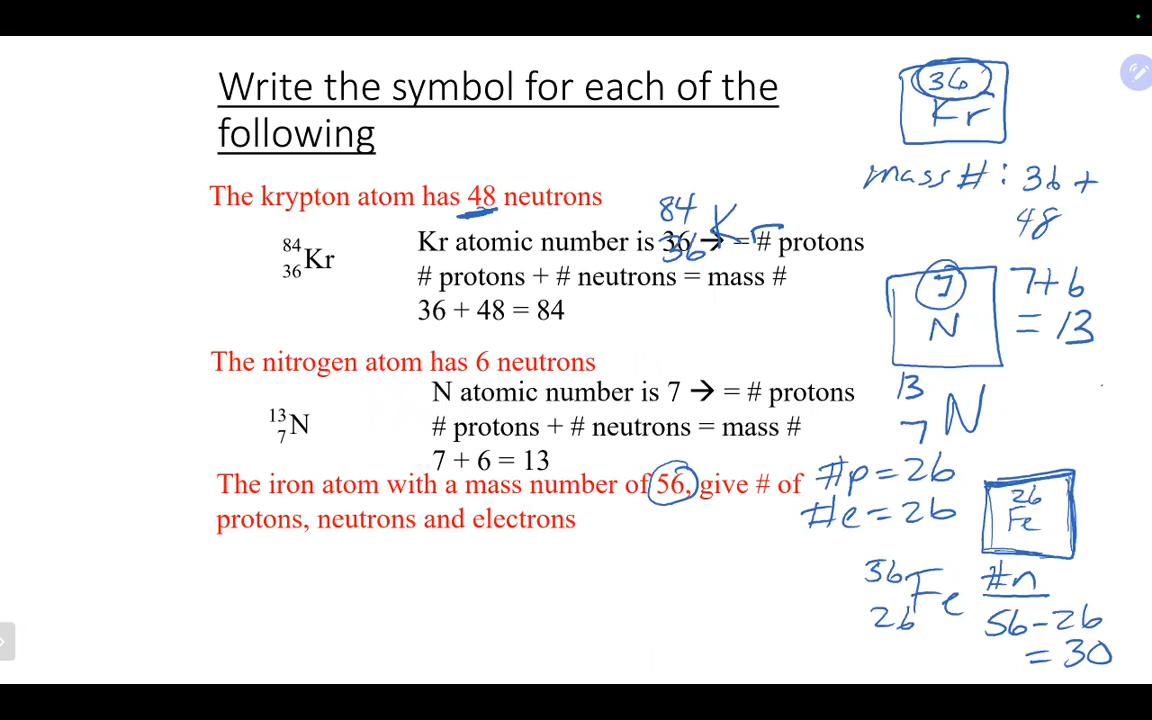 Write the symbol for each of the
following
The krypton atom has 48 neutrons
84
36 Kr
Kr atomic number is 36 → = # protons
# protons + # neutrons = mass #
36 + 48 = 84
84
36 Kr
36
Kr
mass # : 36 +
48
The nitrogen atom has 6 neutrons
13
7 N
N atomic number is 7 → = # protons
# protons + # neutrons = mass #
7 + 6 = 13
7
N
7+6
= 13
13
7 N
The iron atom with a mass number of 56, give # of
protons, neutrons and electrons
#p = 26
#e = 26
26
Fe
36
26 Fe
#n
56-26
= 30